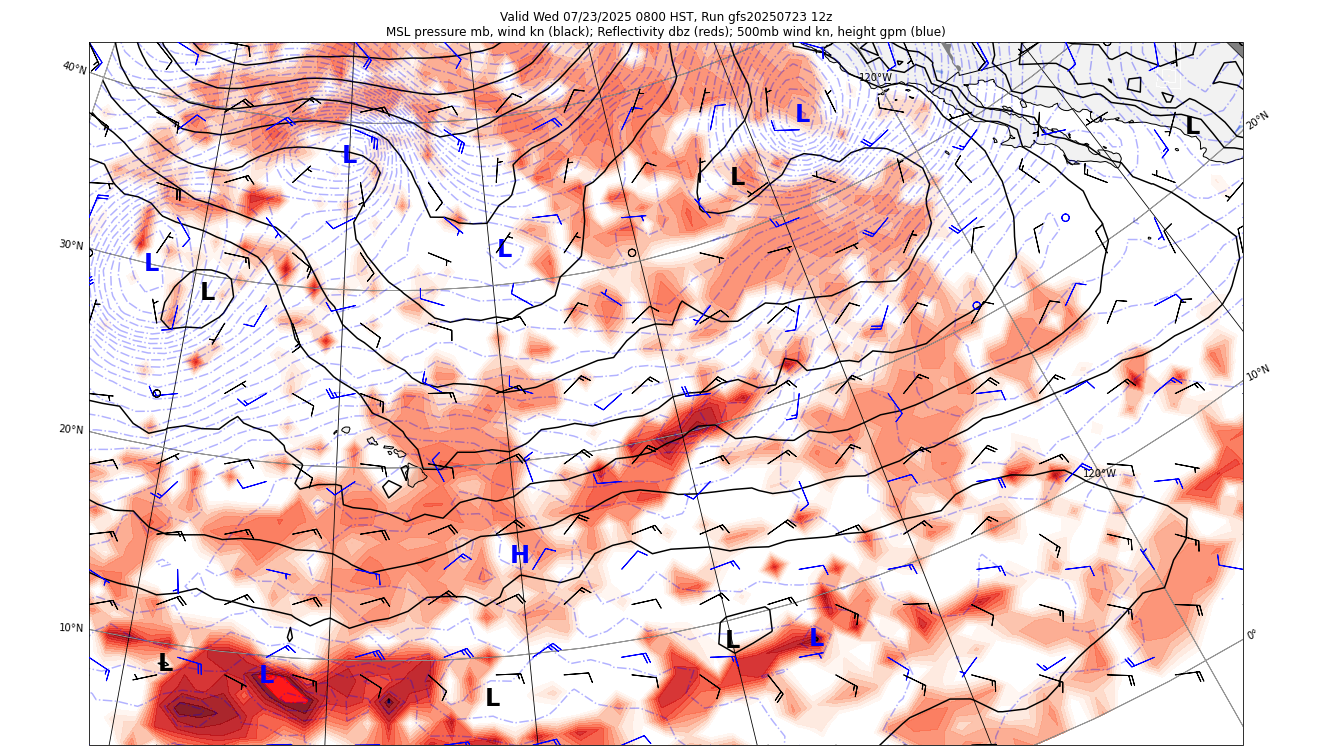 Valid Wed 07/23/2025 0800 HST, Run gfs20250723 12z
MSL pressure mb, wind kn (black); Reflectivity dbz (reds); 500mb wind kn, height gpm (blue)
40°N
120°W
20°N
L
L
L
L
30°N
L
L
L
10°N
20°N
120°W
H
10°N
0°
L
L
L
L
L